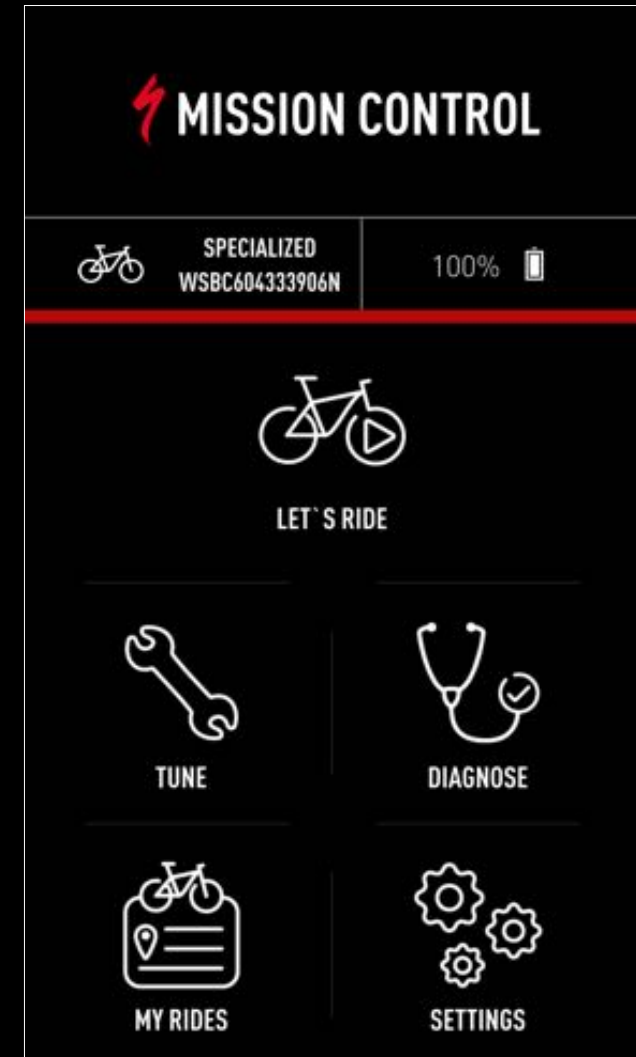 MISSION CONTROL
SPECIALIZED
WSBC604333906N
100%
LET`S RIDE
TUNE
DIAGNOSE
MY RIDES
SETTINGS